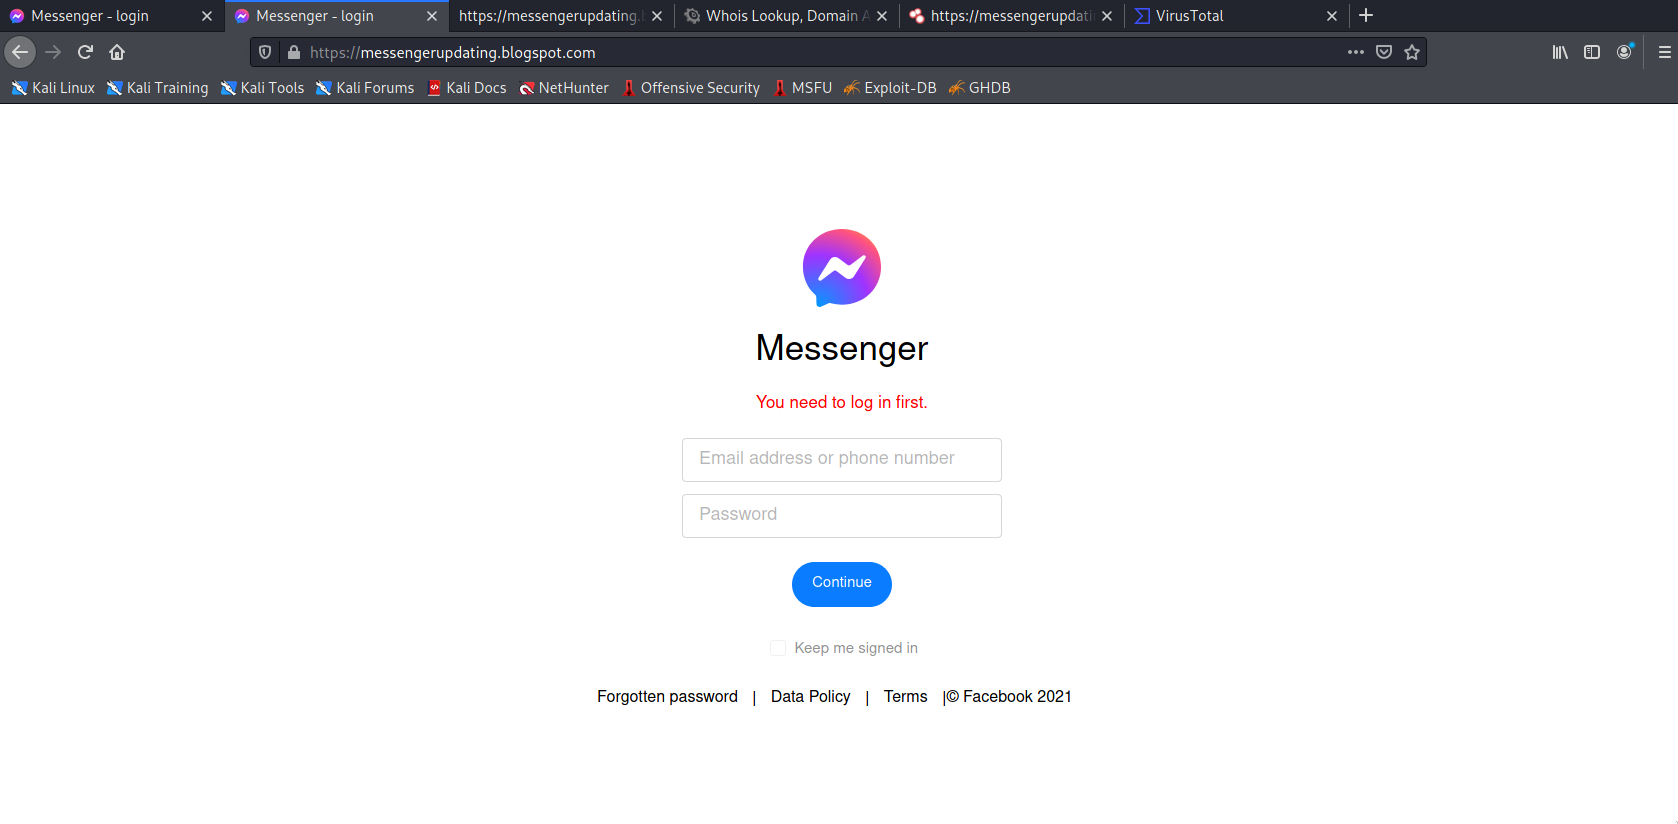 Messenger - login
Messenger - login
https://messengerupdating.
Whois Lookup, Domain A
https://messengerupdati
VirusTotal
https://messengerupdating.blogspot.com
Kali Linux
Kali Training
Kali Tools
Kali Forums
Kali Docs
NetHunter
Offensive Security
MSFU
Exploit-DB
GHDB
Messenger
You need to log in first.
Email address or phone number
Password
Continue
Keep me signed in
Forgotten password | Data Policy | Terms |© Facebook 2021